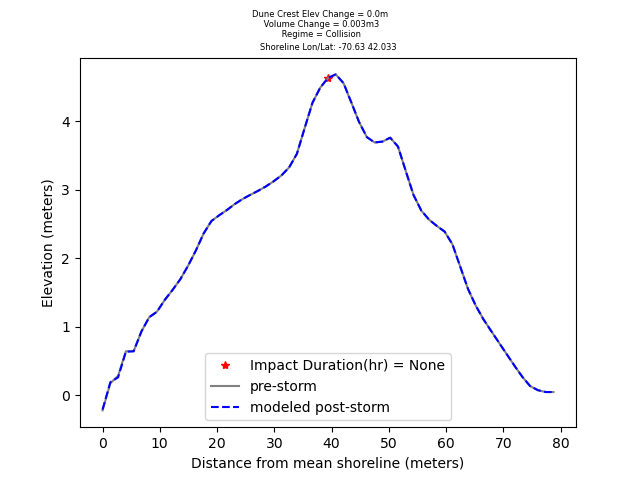 Dune Crest Elev Change = 0.0m
Volume Change = 0.003m3
Regime = Collision
Shoreline Lon/Lat: -70.63 42.033
Elevation (meters)
4
3
2
1
0
Impact Duration(hr) = None
pre-storm
modeled post-storm
0 10 20 30 40 50 60 70 80
Distance from mean shoreline (meters)